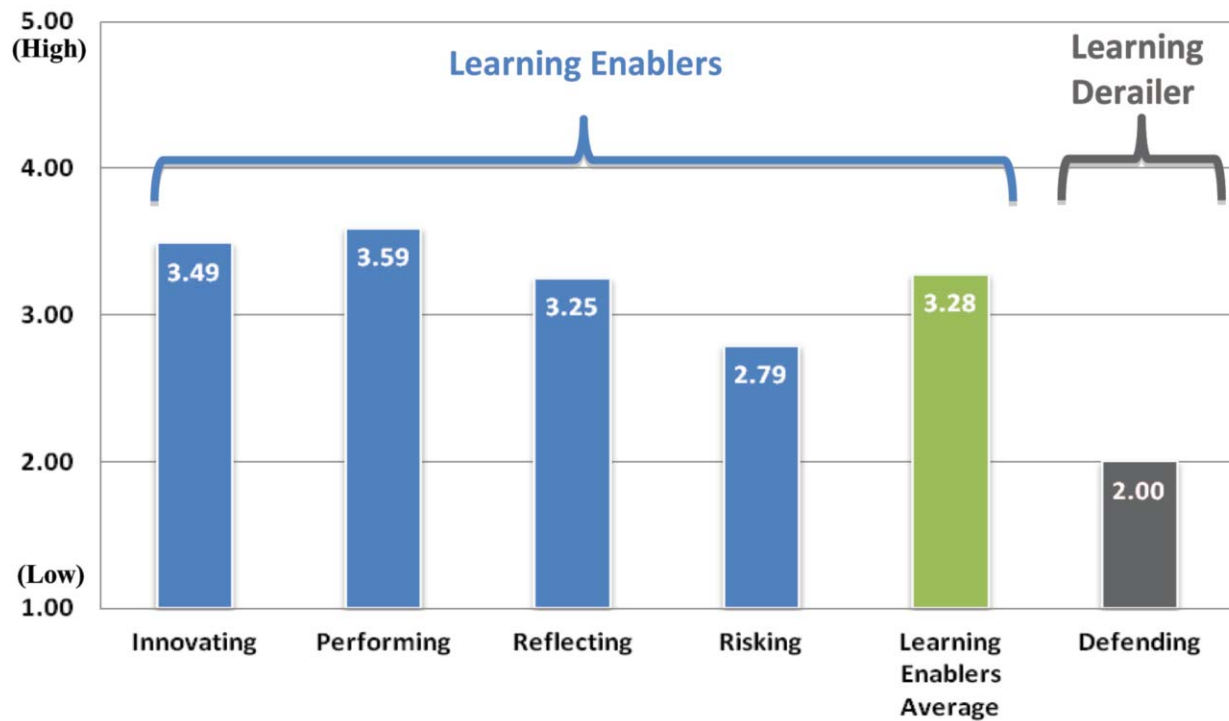 5.00
(High)
4.00
3.00
2.00
(Low)
1.00
Learning Enablers
Learning
Derailer
3.49
3.59
3.25
2.79
3.28
2.00
Innovating
Performing
Reflecting
Risking
Learning
Enablers
Average
Defending